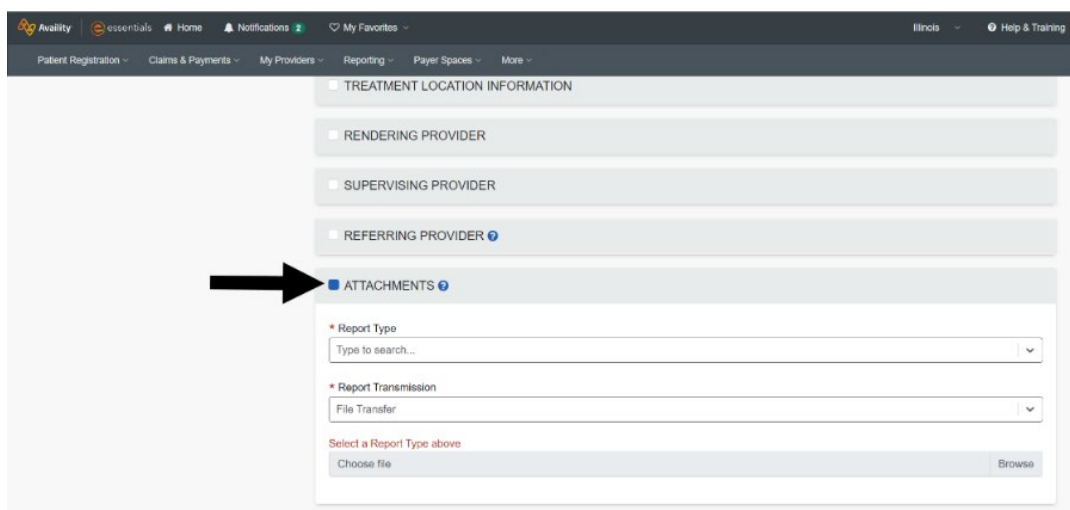 Availity essentials Home Notifications 2 My Favorites Illinois Help & Training
Patient Registration Claims & Payments My Providers Reporting Payer Spaces More
TREATMENT LOCATION INFORMATION
RENDERING PROVIDER
SUPERVISING PROVIDER
REFERRING PROVIDER ?
ATTACHMENTS ?
* Report Type
Type to search...
* Report Transmission
File Transfer
Select a Report Type above
Choose file Browse